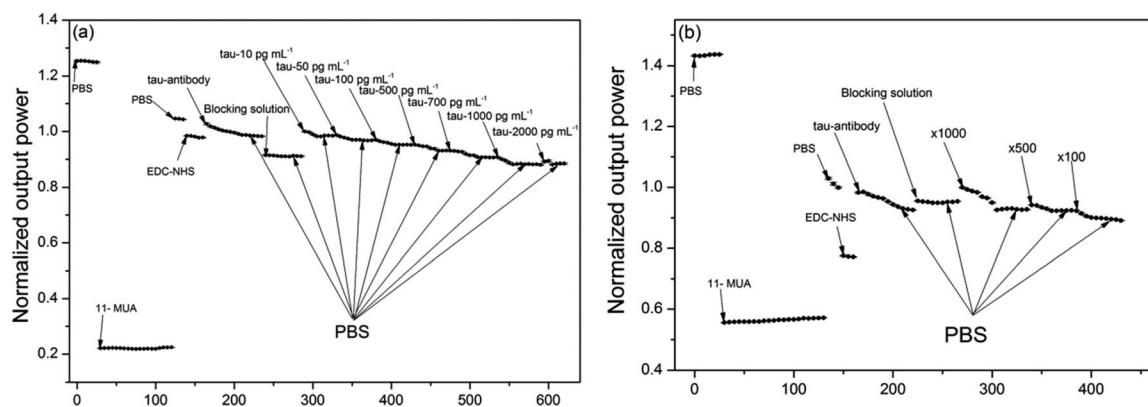 (a)
Normalized output power
1.4
1.2
1.0
0.8
0.6
0.4
0.2
0
100
200
300
400
500
600
PBS
11- MUA
PBS
EDC-NHS
tau-antibody
Blocking solution
tau-10 pg mL⁻¹
tau-50 pg mL⁻¹
tau-100 pg mL⁻¹
tau-500 pg mL⁻¹
tau-700 pg mL⁻¹
tau-1000 pg mL⁻¹
tau-2000 pg mL⁻¹
PBS
(b)
Normalized output power
1.6
1.4
1.2
1.0
0.8
0.6
0.4
0
100
200
300
400
PBS
11- MUA
PBS
EDC-NHS
tau-antibody
Blocking solution
x1000
x500
x100
PBS